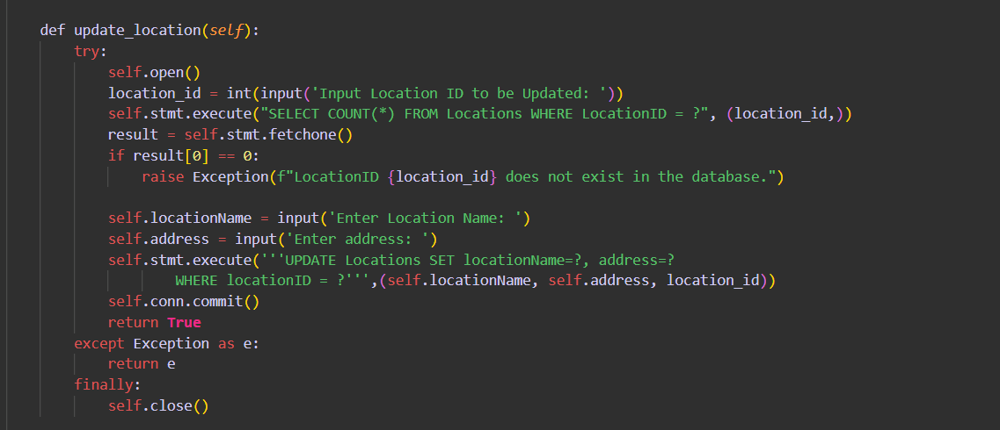 def update_location(self):
    try:
        self.open()
        location_id = int(input('Input Location ID to be Updated: '))
        self.stmt.execute("SELECT COUNT(*) FROM Locations WHERE LocationID = ?", (location_id,))
        result = self.stmt.fetchone()
        if result[0] == 0:
            raise Exception(f"LocationID {location_id} does not exist in the database.")

        self.locationName = input('Enter Location Name: ')
        self.address = input('Enter address: ')
        self.stmt.execute('''UPDATE Locations SET locationName=?, address=?
                WHERE locationID = ?''',(self.locationName, self.address, location_id))
        self.conn.commit()
        return True
    except Exception as e:
        return e
    finally:
        self.close()